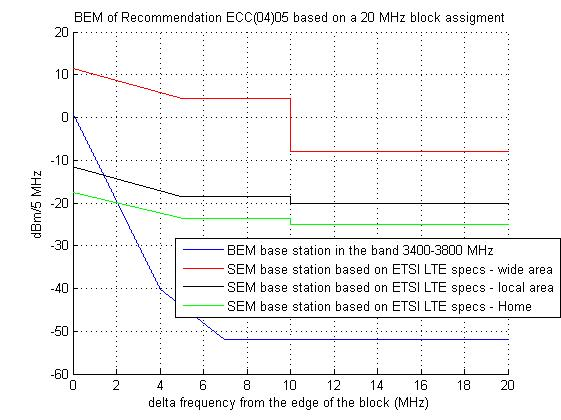 BEM of Recommendation ECC(04)05 based on a 20 MHz block assigment
20
10
0
-10
-20
-30
-40
-50
-60
dBm/5 MHz
BEM base station in the band 3400-3800 MHz
SEM base station based on ETSI LTE specs - wide area
SEM base station based on ETSI LTE specs - local area
SEM base station based on ETSI LTE specs - Home
0 2 4 6 8 10 12 14 16 18 20
delta frequency from the edge of the block (MHz)